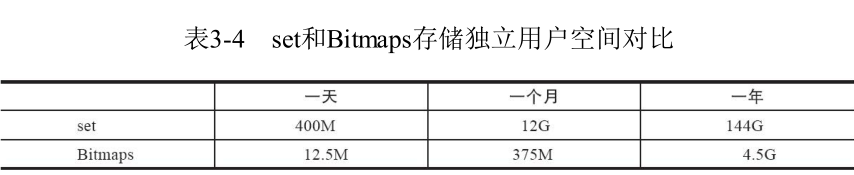 表3-4 set和Bitmaps存储独立用户空间对比
一天 一个月 一年
set 400M 12G 144G
Bitmaps 12.5M 375M 4.5G